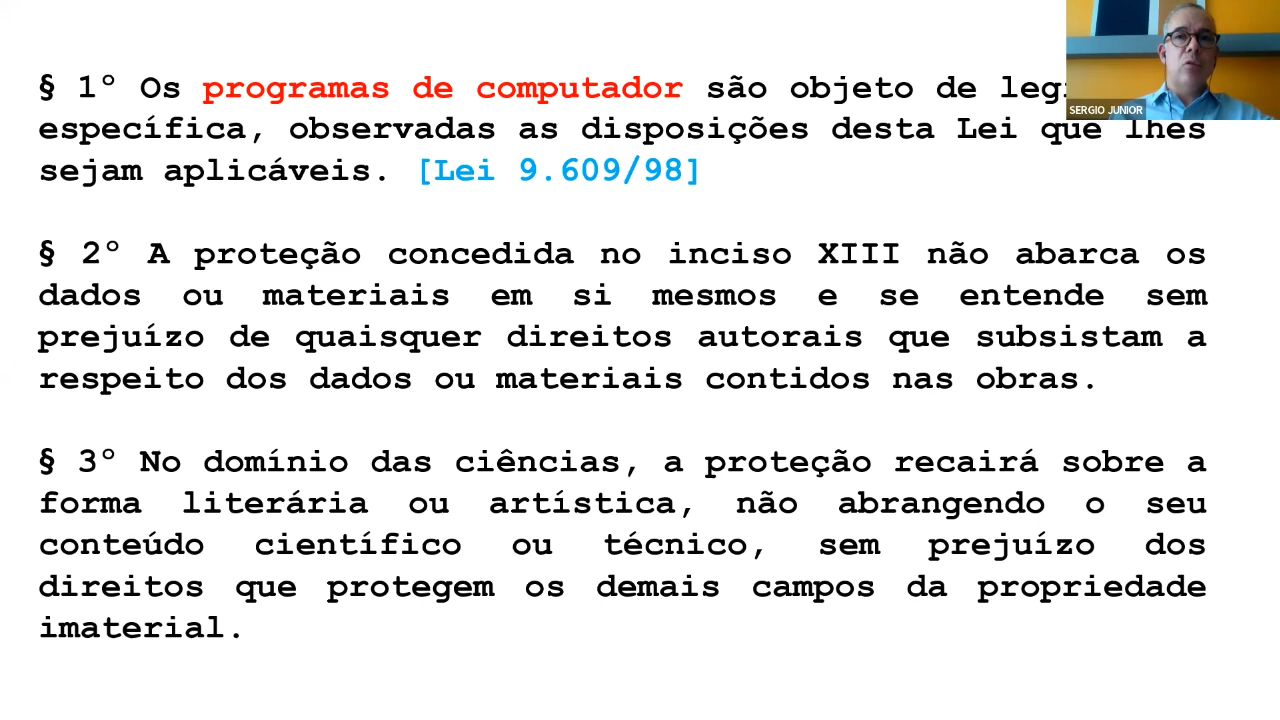 § 1º Os programas de computador são objeto de
específica, observadas as disposições desta Lei que lhes
sejam aplicáveis. [Lei 9.609/98]
§ 2º A proteção concedida no inciso XIII não abarca os
dados ou materiais em si mesmos e se entende sem
prejuízo de quaisquer direitos autorais que subsistam a
respeito dos dados ou materiais contidos nas obras.
§ 3º No domínio das ciências, a proteção recairá sobre a
forma literária ou artística, não abrangendo o seu
conteúdo científico ou técnico, sem prejuízo dos
direitos que protegem os demais campos da propriedade
imaterial.
SERGIO JUNIOR